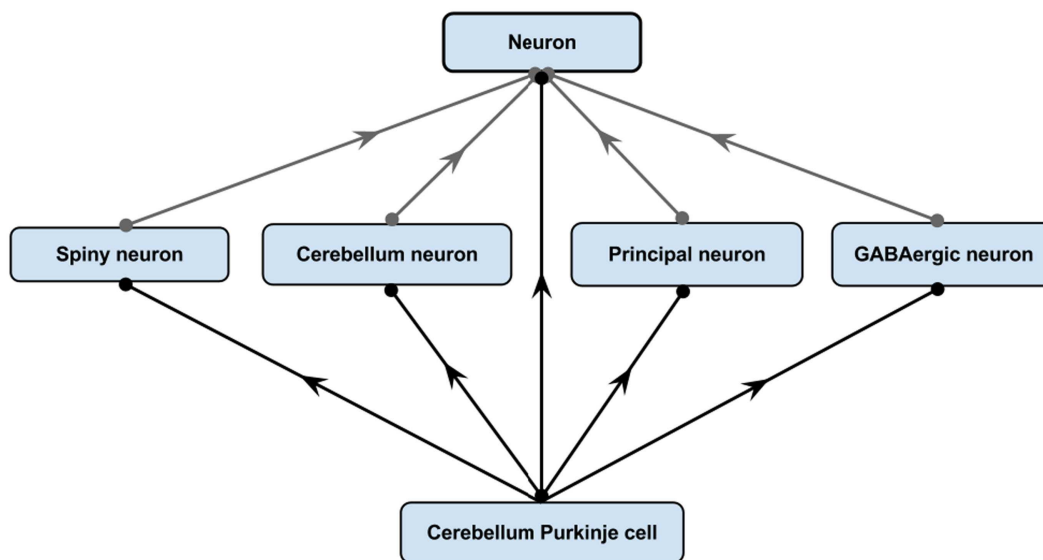 Neuron
Spiny neuron
Cerebellum neuron
Principal neuron
GABAergic neuron
Cerebellum Purkinje cell